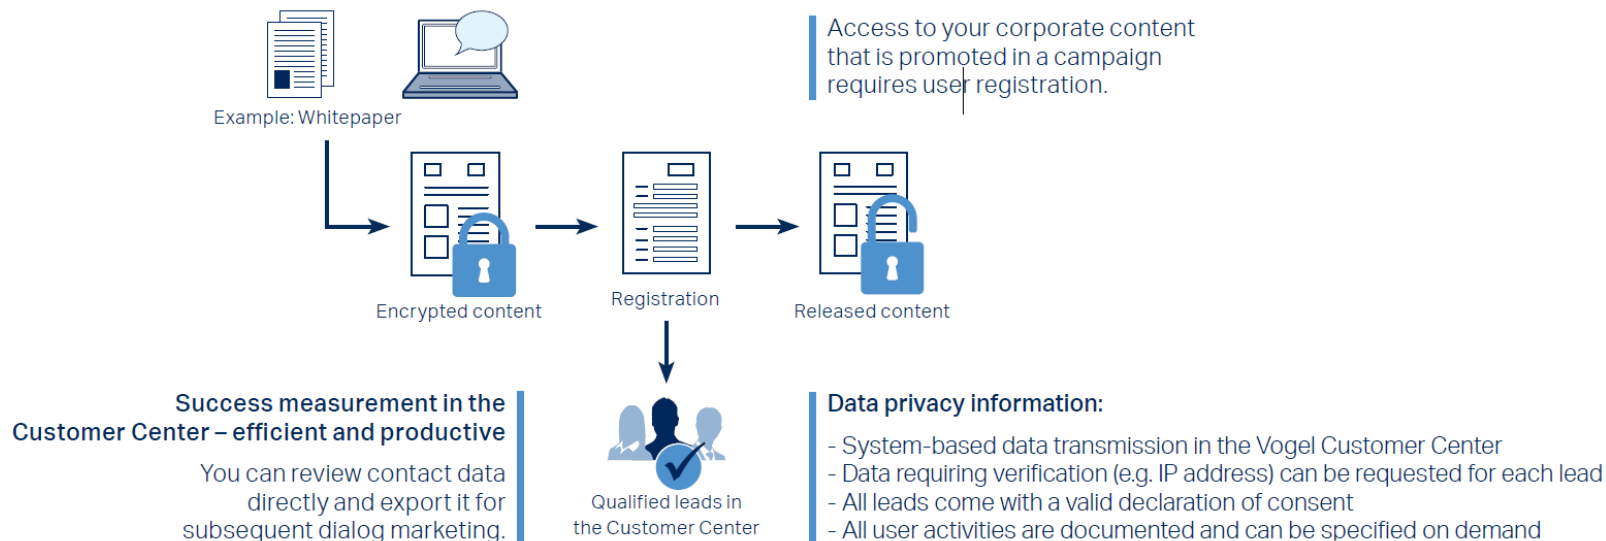 Access to your corporate content
that is promoted in a campaign
requires user registration.
Example: Whitepaper
Encrypted content
Registration
Released content
Success measurement in the
Customer Center – efficient and productive
You can review contact data
directly and export it for
subsequent dialog marketing.
Qualified leads in
the Customer Center
Data privacy information:
- System-based data transmission in the Vogel Customer Center
- Data requiring verification (e.g. IP address) can be requested for each lead
- All leads come with a valid declaration of consent
- All user activities are documented and can be specified on demand